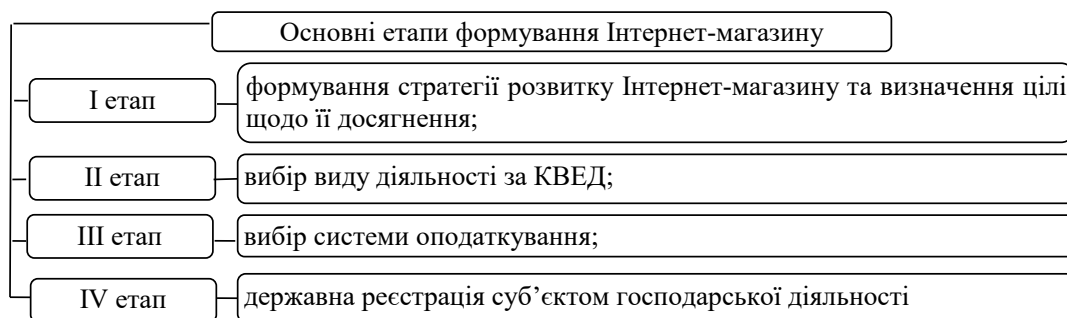 Основні етапи формування Інтернет-магазину
І етап
формування стратегії розвитку Інтернет-магазину та визначення цілі
щодо її досягнення;
ІІ етап
вибір виду діяльності за КВЕД;
ІІІ етап
вибір системи оподаткування;
IV етап
державна реєстрація суб’єктом господарської діяльності